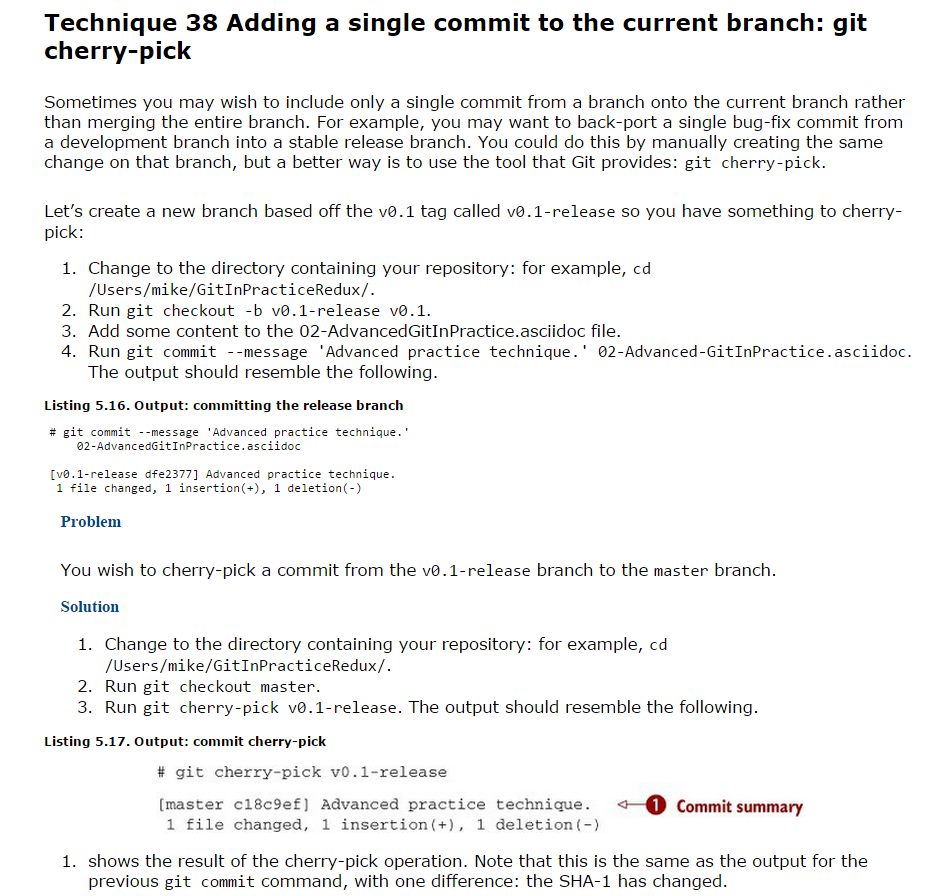 Technique 38 Adding a single commit to the current branch: git
cherry-pick
Sometimes you may wish to include only a single commit from a branch onto the current branch rather
than merging the entire branch. For example, you may want to back-port a single bug-fix commit from
a development branch into a stable release branch. You could do this by manually creating the same
change on that branch, but a better way is to use the tool that Git provides: git cherry-pick.
Let’s create a new branch based off the v0.1 tag called v0.1-release so you have something to cherry-
pick:
1. Change to the directory containing your repository: for example, cd
/Users/mike/GitInPracticeRedux/.
2. Run git checkout -b v0.1-release v0.1.
3. Add some content to the 02-AdvancedGitInPractice.asciidoc file.
4. Run git commit --message 'Advanced practice technique.' 02-Advanced-GitInPractice.asciidoc.
The output should resemble the following.
Listing 5.16. Output: committing the release branch
# git commit --message 'Advanced practice technique.'
02-AdvancedGitInPractice.asciidoc
[v0.1-release dfe2377] Advanced practice technique.
1 file changed, 1 insertion(+), 1 deletion(-)
Problem
You wish to cherry-pick a commit from the v0.1-release branch to the master branch.
Solution
1. Change to the directory containing your repository: for example, cd
/Users/mike/GitInPracticeRedux/.
2. Run git checkout master.
3. Run git cherry-pick v0.1-release. The output should resemble the following.
Listing 5.17. Output: commit cherry-pick
# git cherry-pick v0.1-release
[master c18c9ef] Advanced practice technique. 1 Commit summary
1 file changed, 1 insertion(+), 1 deletion(-)
1. shows the result of the cherry-pick operation. Note that this is the same as the output for the
previous git commit command, with one difference: the SHA-1 has changed.